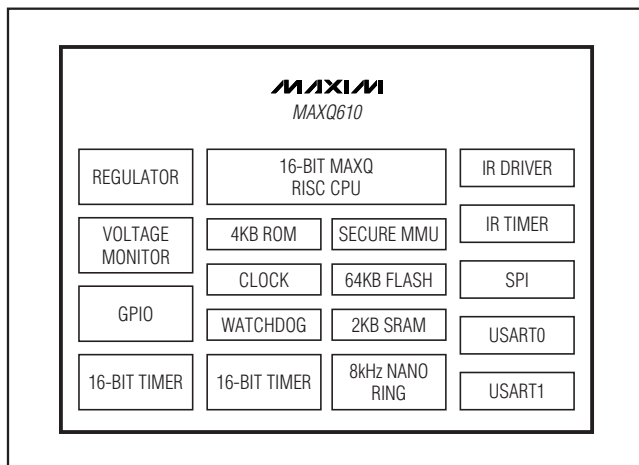 MAXIM
MAXQ610
REGULATOR
16-BIT MAXQ
RISC CPU
IR DRIVER
VOLTAGE
MONITOR
4KB ROM
SECURE MMU
IR TIMER
CLOCK
64KB FLASH
SPI
GPIO
WATCHDOG
2KB SRAM
USART0
16-BIT TIMER
16-BIT TIMER
8kHz NANO
RING
USART1